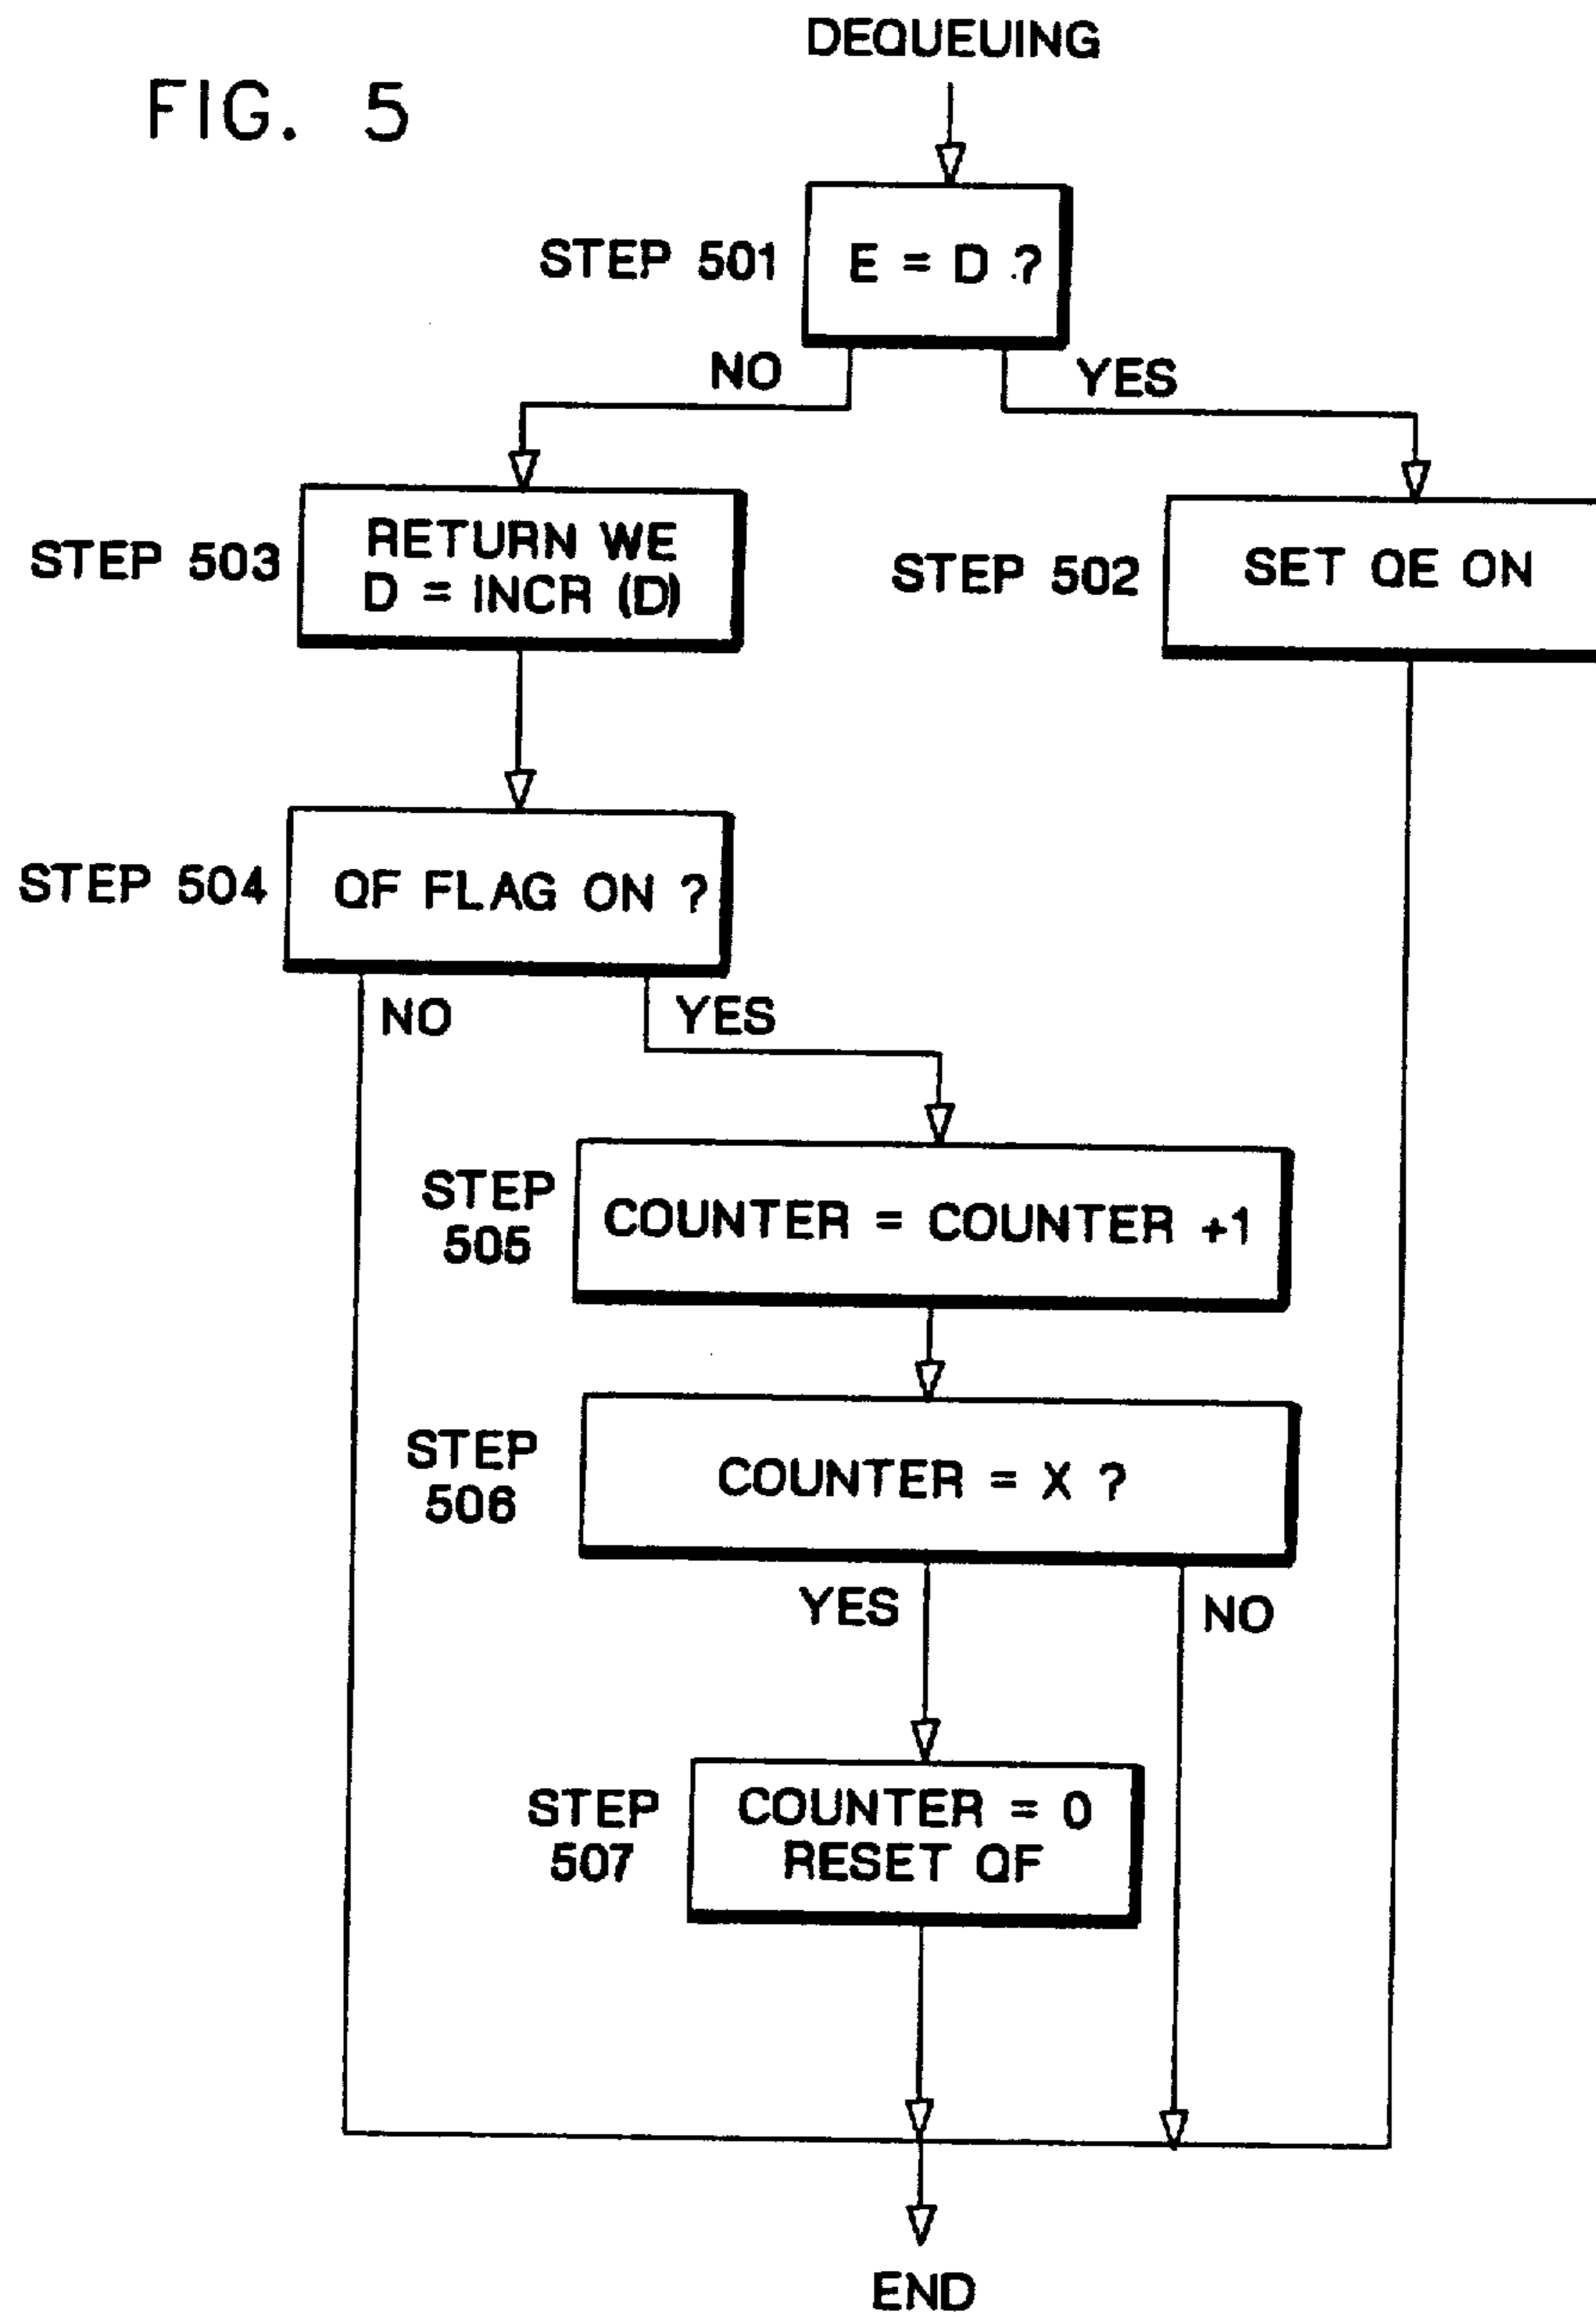 DEQUEUING
FIG. 5
STEP 501
E = D ?
NO
YES
STEP 503
RETURN WE
D = INCR (D)
STEP 502
SET QE ON
STEP 504
QF FLAG ON ?
NO
YES
STEP
505
COUNTER = COUNTER +1
STEP
506
COUNTER = X ?
YES
NO
STEP
507
COUNTER = 0
RESET QF
END